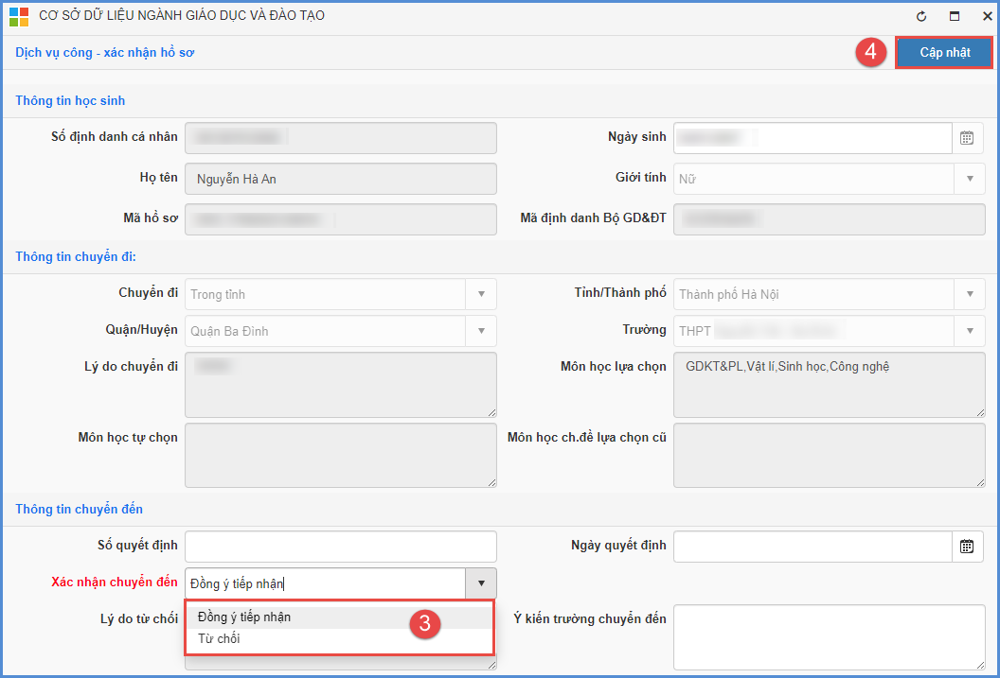 CƠ SỞ DỮ LIỆU NGÀNH GIÁO DỤC VÀ ĐÀO TẠO
Dịch vụ công - xác nhận hồ sơ
4 Cập nhật
Thông tin học sinh
Số định danh cá nhân Ngày sinh
Họ tên Nguyễn Hà An Giới tính Nữ
Mã hồ sơ Mã định danh Bộ GD&ĐT
Thông tin chuyển đi:
Chuyển đi Trong tỉnh Tỉnh/Thành phố Thành phố Hà Nội
Quận/Huyện Quận Ba Đình Trường THPT
Lý do chuyển đi Môn học lựa chọn GDKT&PL,Vật lí,Sinh học,Công nghệ
Môn học tự chọn Môn học ch.đề lựa chọn cũ
Thông tin chuyển đến
Số quyết định Ngày quyết định
Xác nhận chuyển đến Đồng ý tiếp nhận
Lý do từ chối Đồng ý tiếp nhận 3 Ý kiến trường chuyển đến
Từ chối